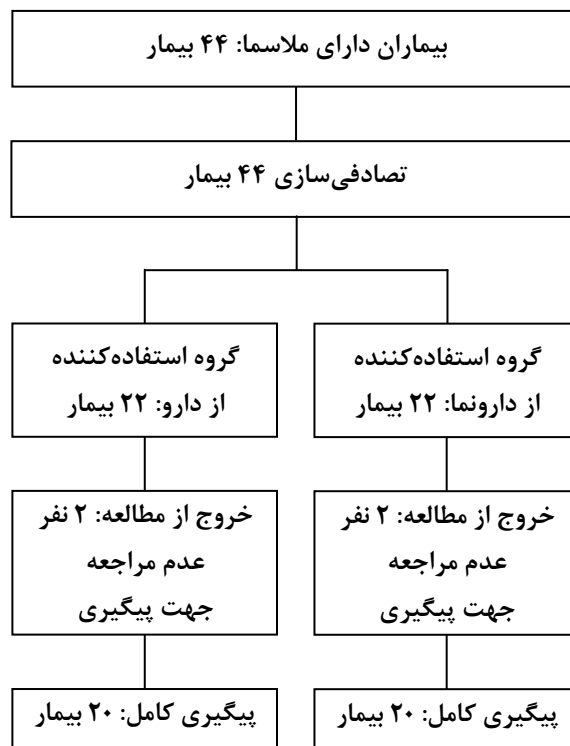 بیماران دارای ملاسما: ۴۴ بیمار
تصادفی‌سازی ۴۴ بیمار
گروه استفاده‌کننده
از دارونما: ۲۲ بیمار
گروه استفاده‌کننده
از دارو: ۲۲ بیمار
خروج از مطالعه: ۲ نفر
عدم مراجعه
جهت پیگیری
خروج از مطالعه: ۲ نفر
عدم مراجعه
جهت پیگیری
پیگیری کامل: ۲۰ بیمار
پیگیری کامل: ۲۰ بیمار